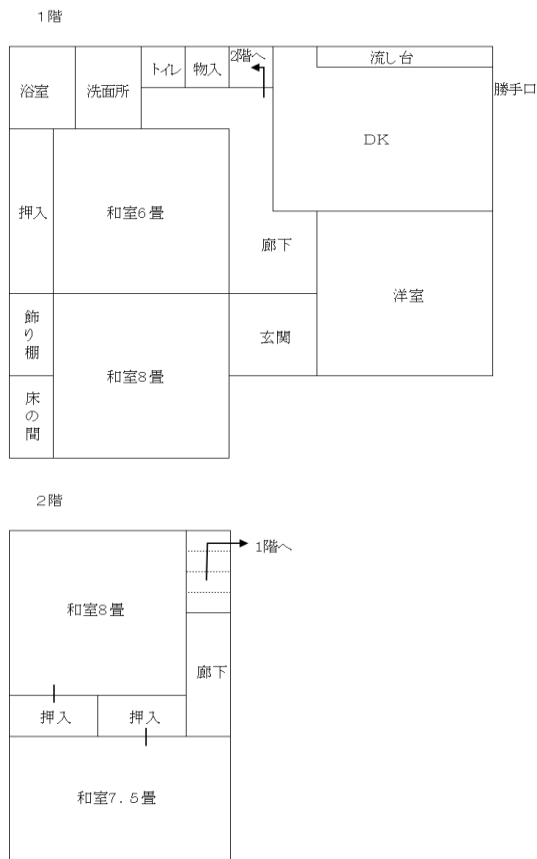 1階
トイレ
物入
2階へ
流し台
浴室
洗面所
勝手口
DK
押入
和室6畳
廊下
洋室
飾り棚
玄関
和室8畳
床の間
2階
1階へ
和室8畳
廊下
押入
押入
和室7.5畳